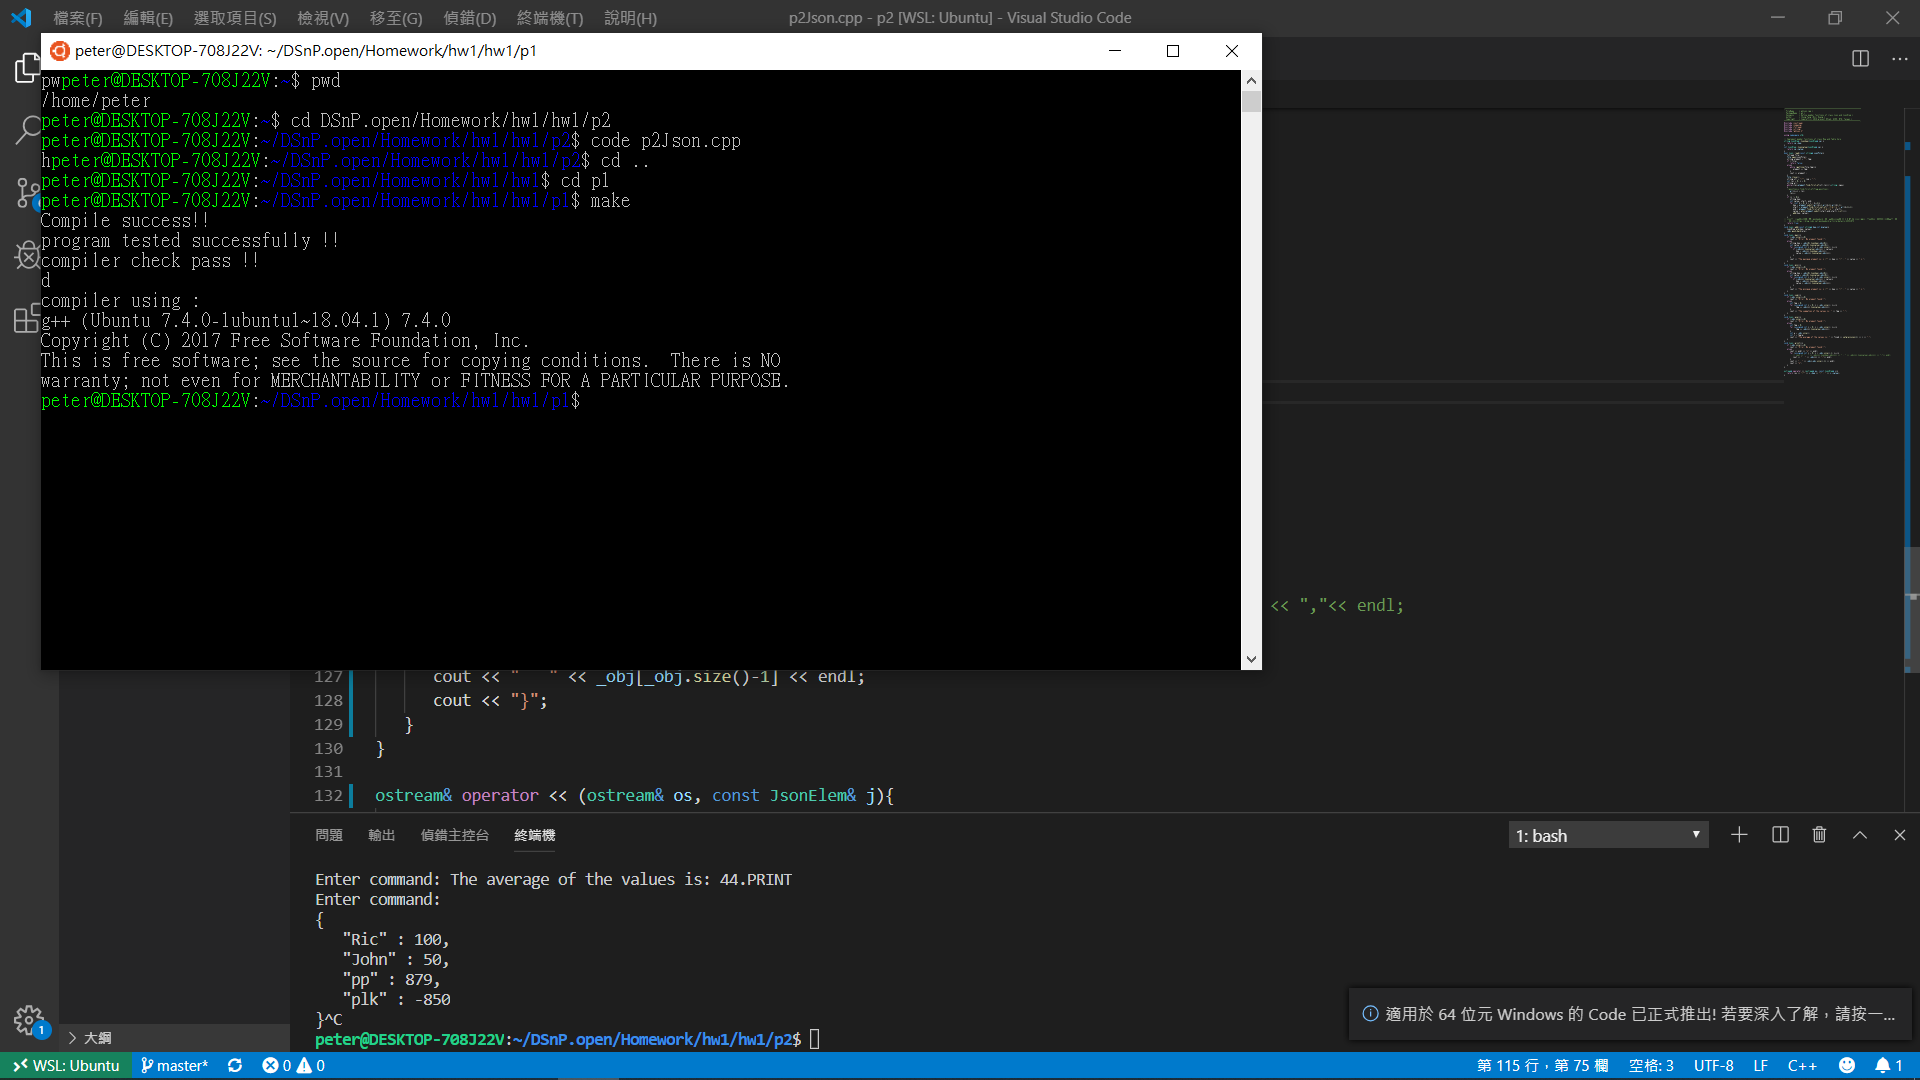 檔案(F) 編輯(E) 選取項目(S) 檢視(V) 移至(G) 偵錯(D) 終端機(T) 說明(H)
p2Json.cpp - p2 [WSL: Ubuntu] - Visual Studio Code
peter@DESKTOP-708J22V: ~/DSnP.open/Homework/hw1/hw1/p1
pwpeter@DESKTOP-708J22V:~$ pwd
/home/peter
peter@DESKTOP-708J22V:~$ cd DSnP.open/Homework/hw1/hw1/p2
peter@DESKTOP-708J22V:~/DSnP.open/Homework/hw1/hw1/p2$ code p2Json.cpp
hpeter@DESKTOP-708J22V:~/DSnP.open/Homework/hw1/hw1/p2$ cd ..
peter@DESKTOP-708J22V:~/DSnP.open/Homework/hw1/hw1$ cd p1
peter@DESKTOP-708J22V:~/DSnP.open/Homework/hw1/hw1/p1$ make
Compile success!!
program tested successfully !!
compiler check pass !!
d
compiler using :
g++ (Ubuntu 7.4.0-1ubuntu1~18.04.1) 7.4.0
Copyright (C) 2017 Free Software Foundation, Inc.
This is free software; see the source for copying conditions.  There is NO
warranty; not even for MERCHANTABILITY or FITNESS FOR A PARTICULAR PURPOSE.
peter@DESKTOP-708J22V:~/DSnP.open/Homework/hw1/hw1/p1$
<< ","<< endl;
127 cout << "   " << _obj[_obj.size()-1] << endl;
128 cout << "}";
129 }
130 }
131
132 ostream& operator << (ostream& os, const JsonElem& j){
問題 輸出 偵錯主控台 終端機
1: bash
Enter command: The average of the values is: 44.PRINT
Enter command:
{
   "Ric" : 100,
   "John" : 50,
   "pp" : 879,
   "plk" : -850
}^C
peter@DESKTOP-708J22V:~/DSnP.open/Homework/hw1/hw1/p2$
適用於 64 位元 Windows 的 Code 已正式推出! 若要深入了解，請按一...
1
大綱
WSL: Ubuntu master* 0 0
第 115 行，第 75 欄 空格: 3 UTF-8 LF C++ 1